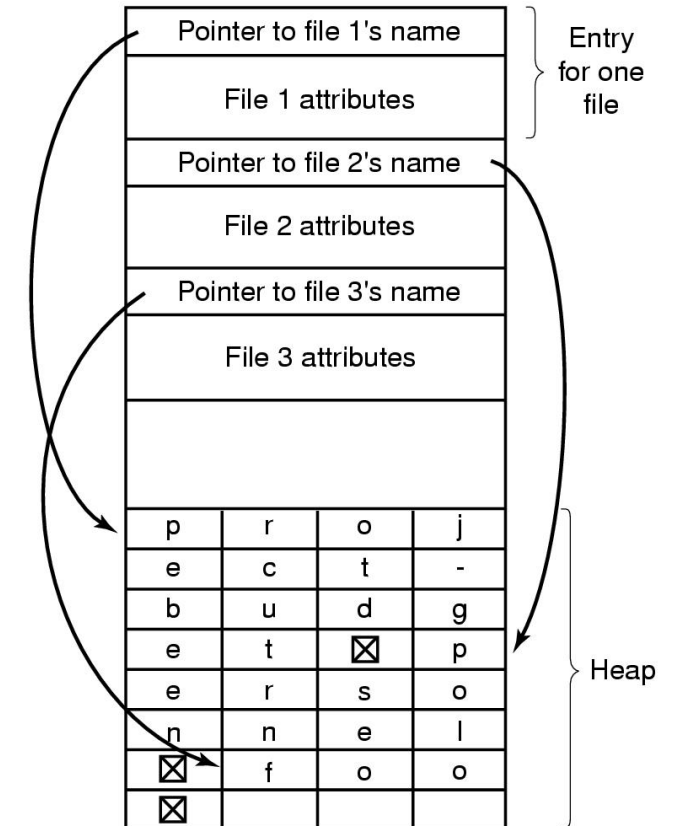 Pointer to file 1's name
Entry
for one
file
File 1 attributes
Pointer to file 2's name
File 2 attributes
Pointer to file 3's name
File 3 attributes
p r o j
e c t -
b u d g
e t ☒ p
e r s o
n n e l
☒ f o o
☒
Heap